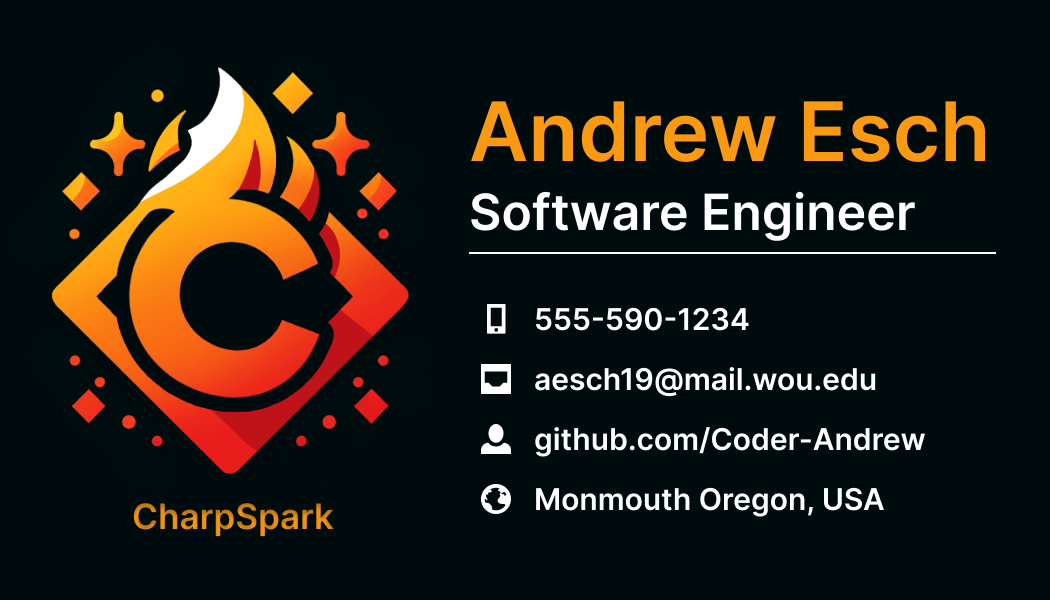 Andrew Esch
Software Engineer
555-590-1234
aesch19@mail.wou.edu
github.com/Coder-Andrew
Monmouth Oregon, USA
C
CharpSpark